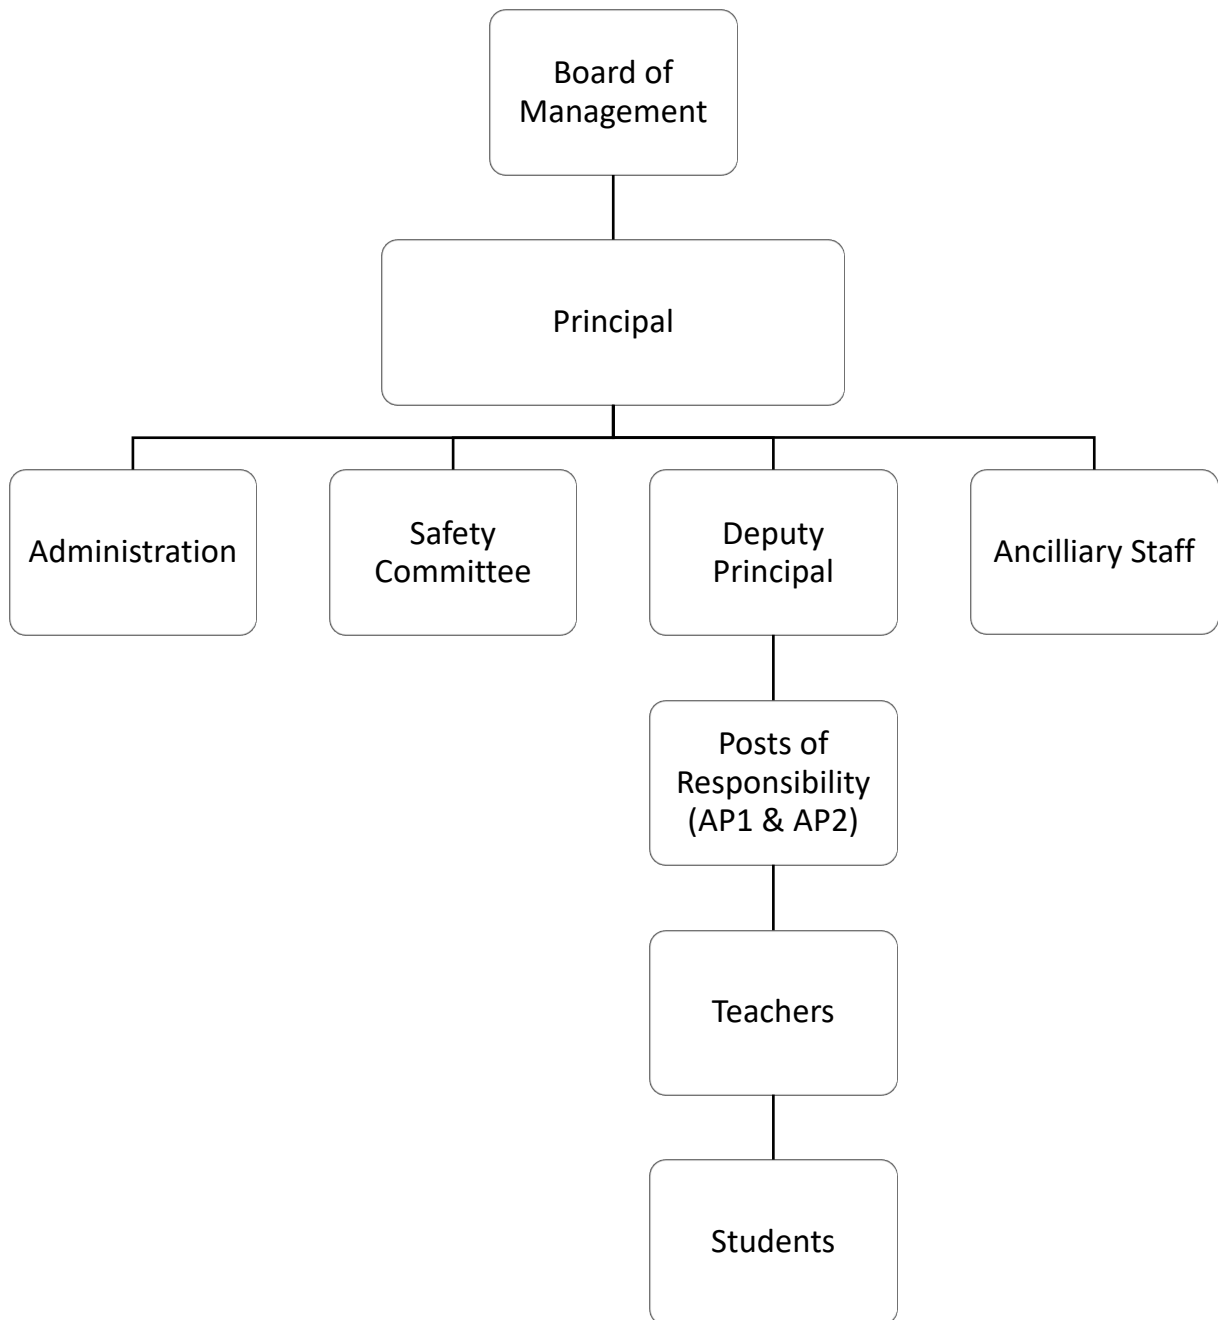 Board of
Management
Principal
Administration
Safety
Committee
Deputy
Principal
Ancilliary Staff
Posts of
Responsibility
(AP1 & AP2)
Teachers
Students